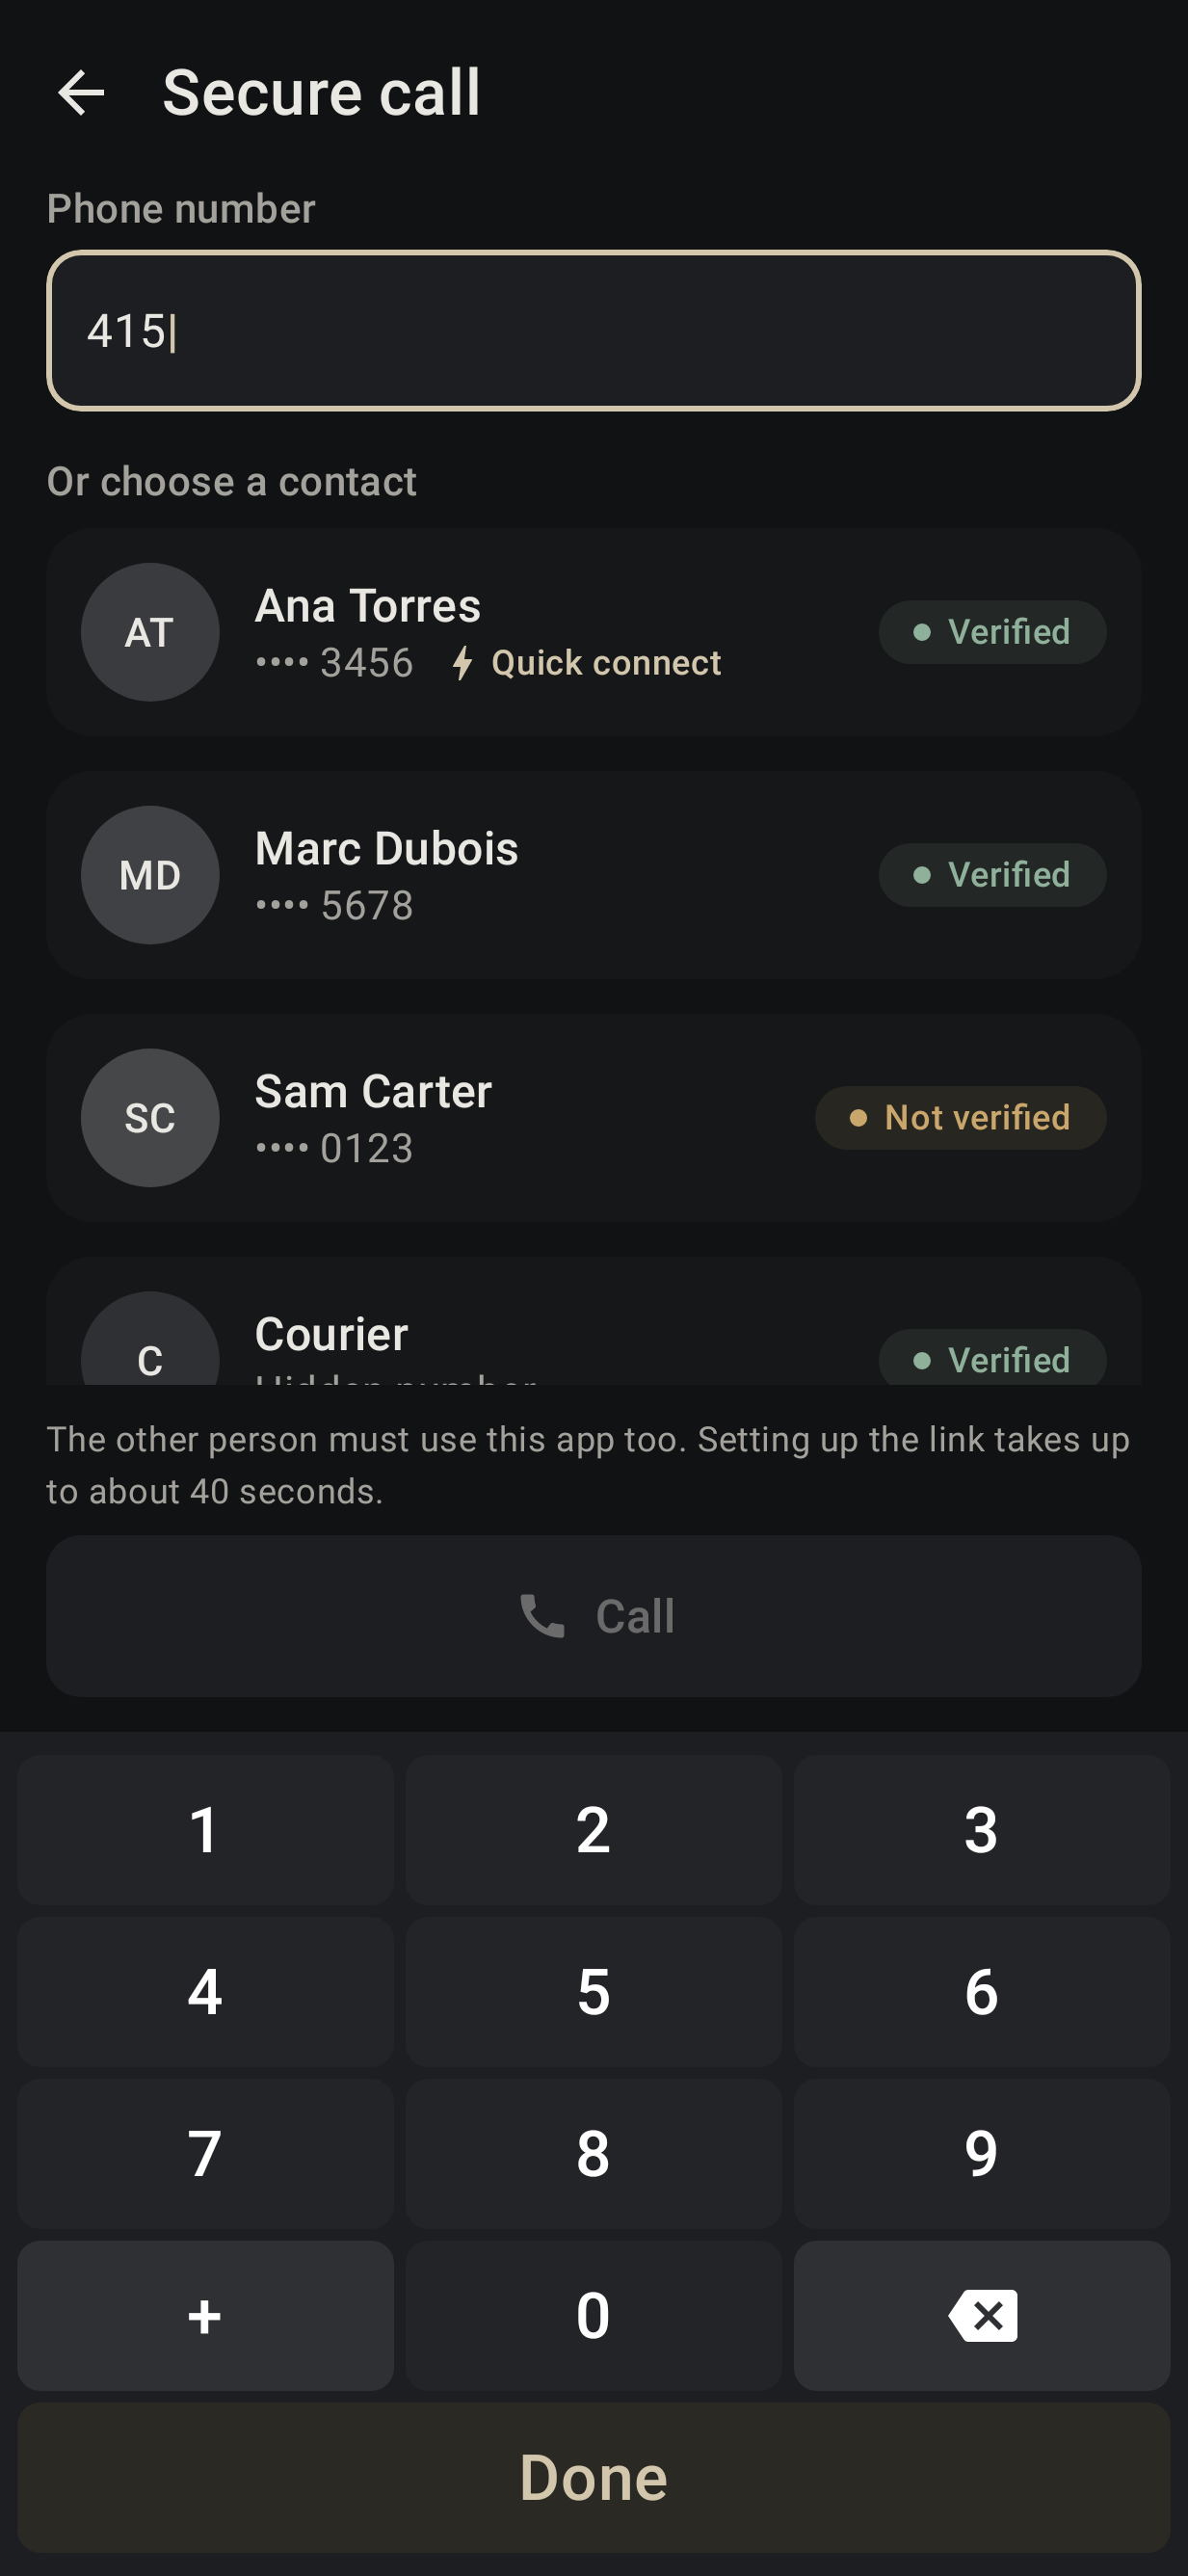 Secure call
Phone number
415
Or choose a contact
AT
Ana Torres
•••• 3456 Quick connect
Verified
MD
Marc Dubois
•••• 5678
Verified
SC
Sam Carter
•••• 0123
Not verified
C
Courier
Hidden number
Verified
The other person must use this app too. Setting up the link takes up
to about 40 seconds.
Call
1 2 3
4 5 6
7 8 9
+ 0
Done